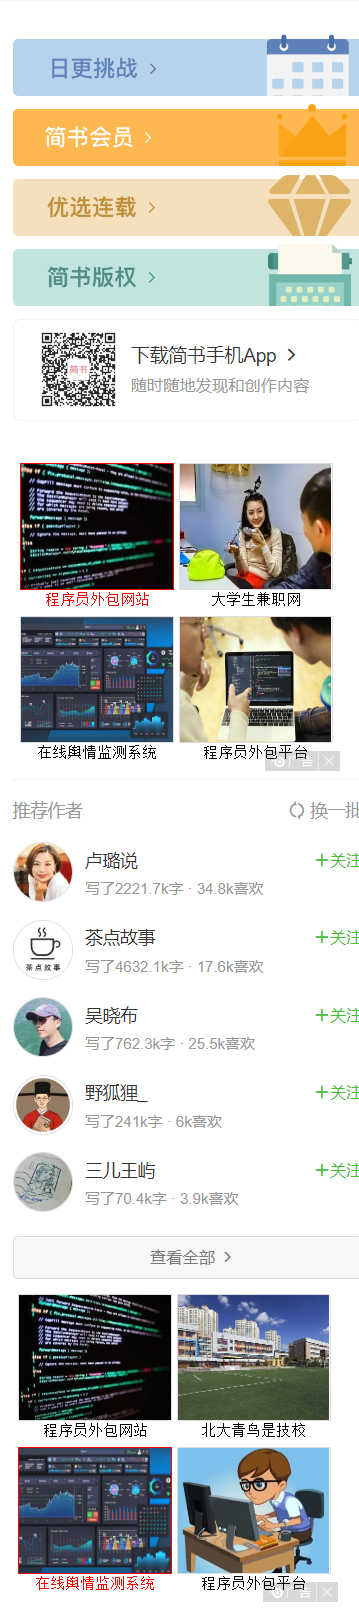 日更挑战
简书会员
优选连载
简书版权
简书
下载简书手机App
随时随地发现和创作内容
程序员外包网站
大学生兼职网
在线舆情监测系统
程序员外包平台
广告
推荐作者
换一批
卢璐说
+关注
写了2221.7k字 · 34.8k喜欢
茶点故事
茶点故事
+关注
写了4632.1k字 · 17.6k喜欢
吴晓布
+关注
写了762.3k字 · 25.5k喜欢
野狐狸_
+关注
写了241k字 · 6k喜欢
三儿王屿
+关注
写了70.4k字 · 3.9k喜欢
查看全部
程序员外包网站
北大青鸟是技校
在线舆情监测系统
程序员外包平台
广告